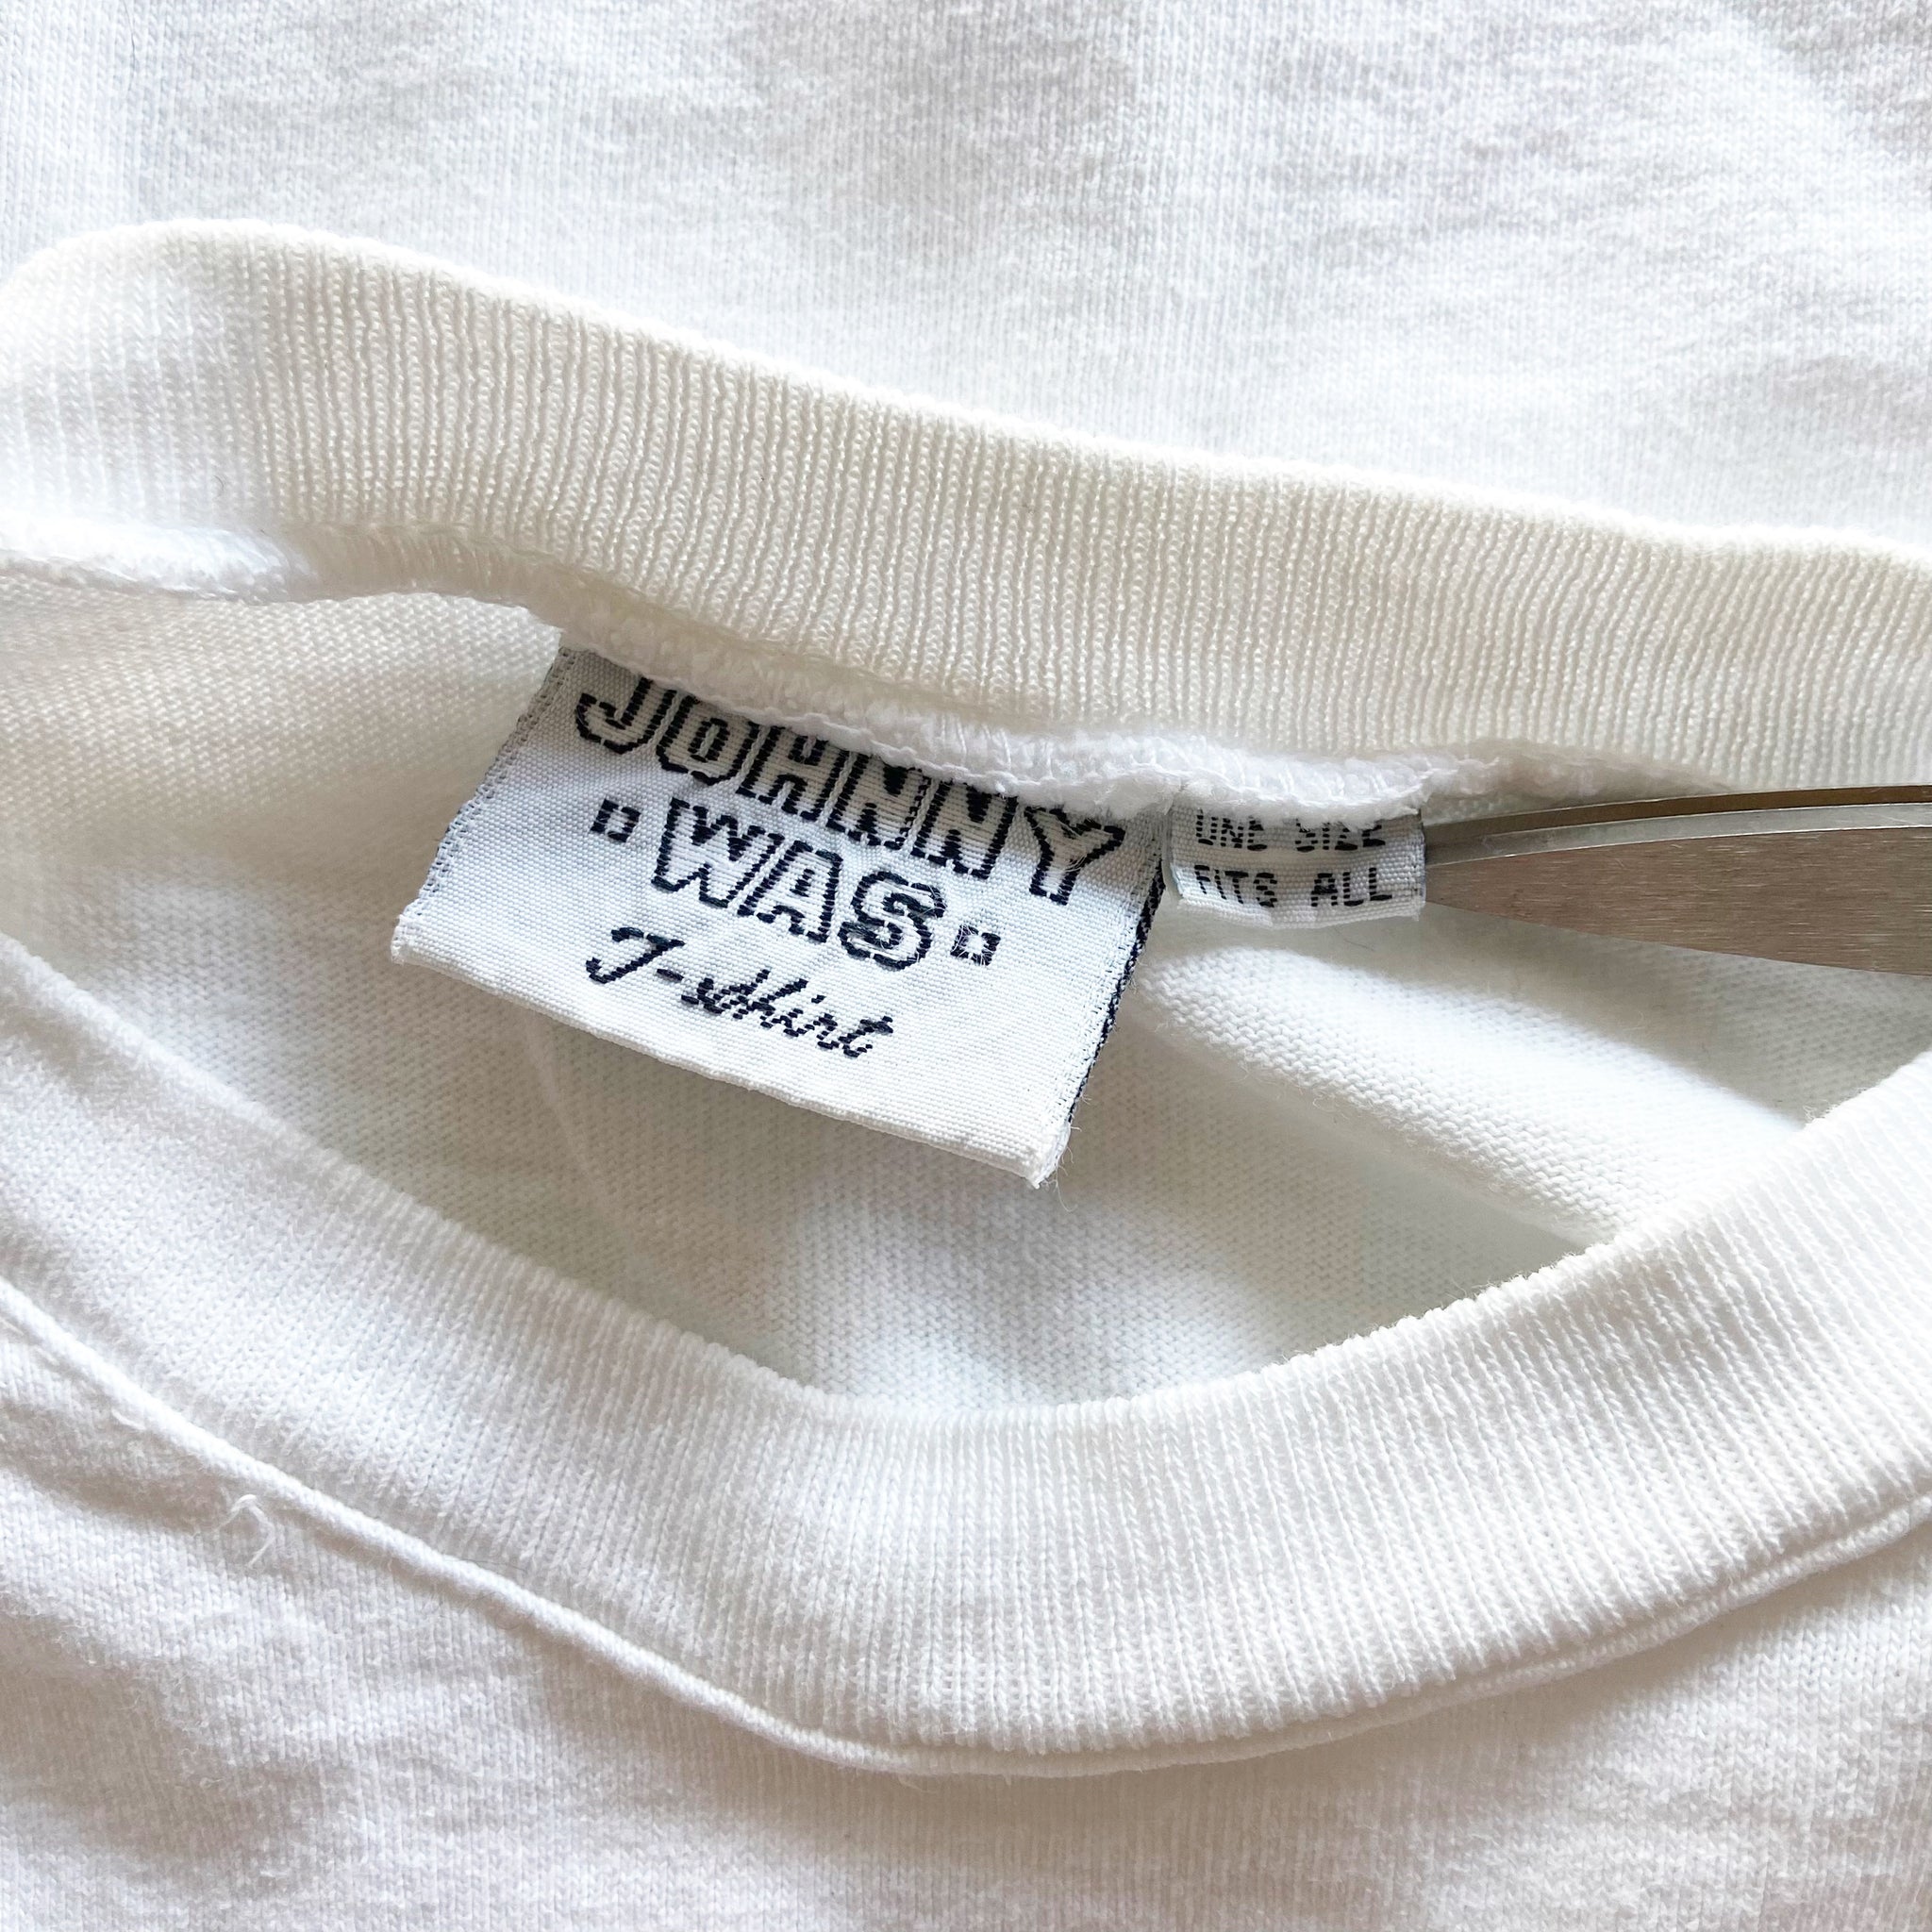 JOHNNY
WAS
T-shirt
ONE SIZE
FITS ALL